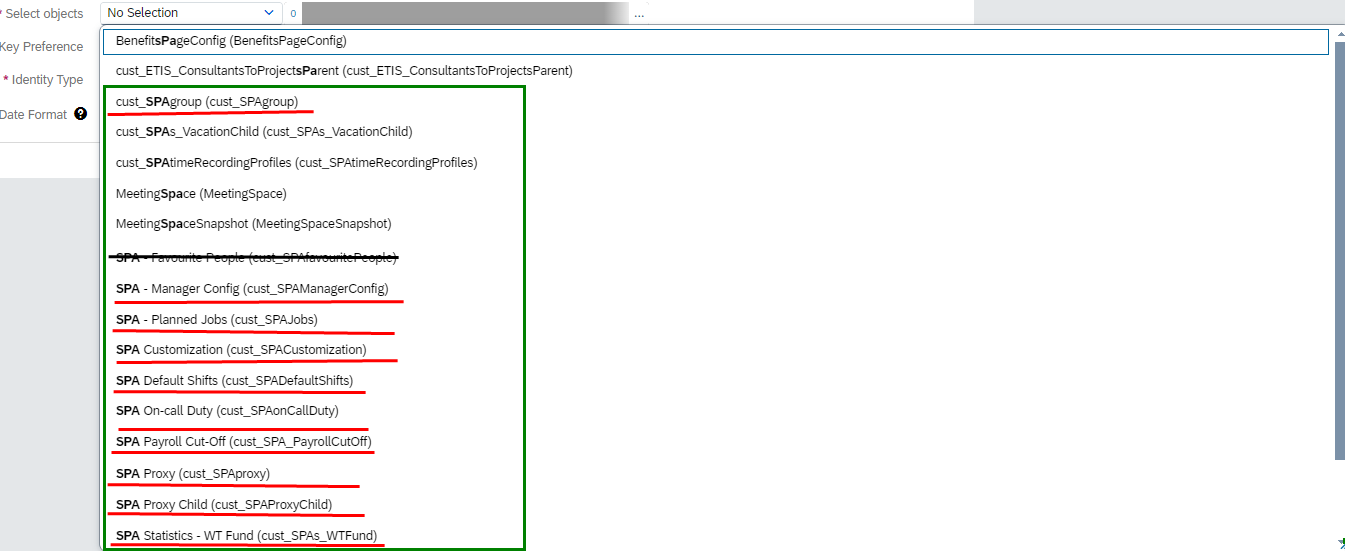 * Select objects No Selection 0 ...
Key Preference
* Identity Type
Date Format ?
BenefitsPageConfig (BenefitsPageConfig)
cust_ETIS_ConsultantsToProjectsParent (cust_ETIS_ConsultantsToProjectsParent)
cust_SPAgroup (cust_SPAgroup)
cust_SPAs_VacationChild (cust_SPAs_VacationChild)
cust_SPAtimeRecordingProfiles (cust_SPAtimeRecordingProfiles)
MeetingSpace (MeetingSpace)
MeetingSpaceSnapshot (MeetingSpaceSnapshot)
SPA - Favourite People (cust_SPAfavouritePeople)
SPA - Manager Config (cust_SPAManagerConfig)
SPA - Planned Jobs (cust_SPAJobs)
SPA Customization (cust_SPACustomization)
SPA Default Shifts (cust_SPADefaultShifts)
SPA On-call Duty (cust_SPAonCallDuty)
SPA Payroll Cut-Off (cust_SPA_PayrollCutOff)
SPA Proxy (cust_SPAproxy)
SPA Proxy Child (cust_SPAProxyChild)
SPA Statistics - WT Fund (cust_SPAs_WTFund)